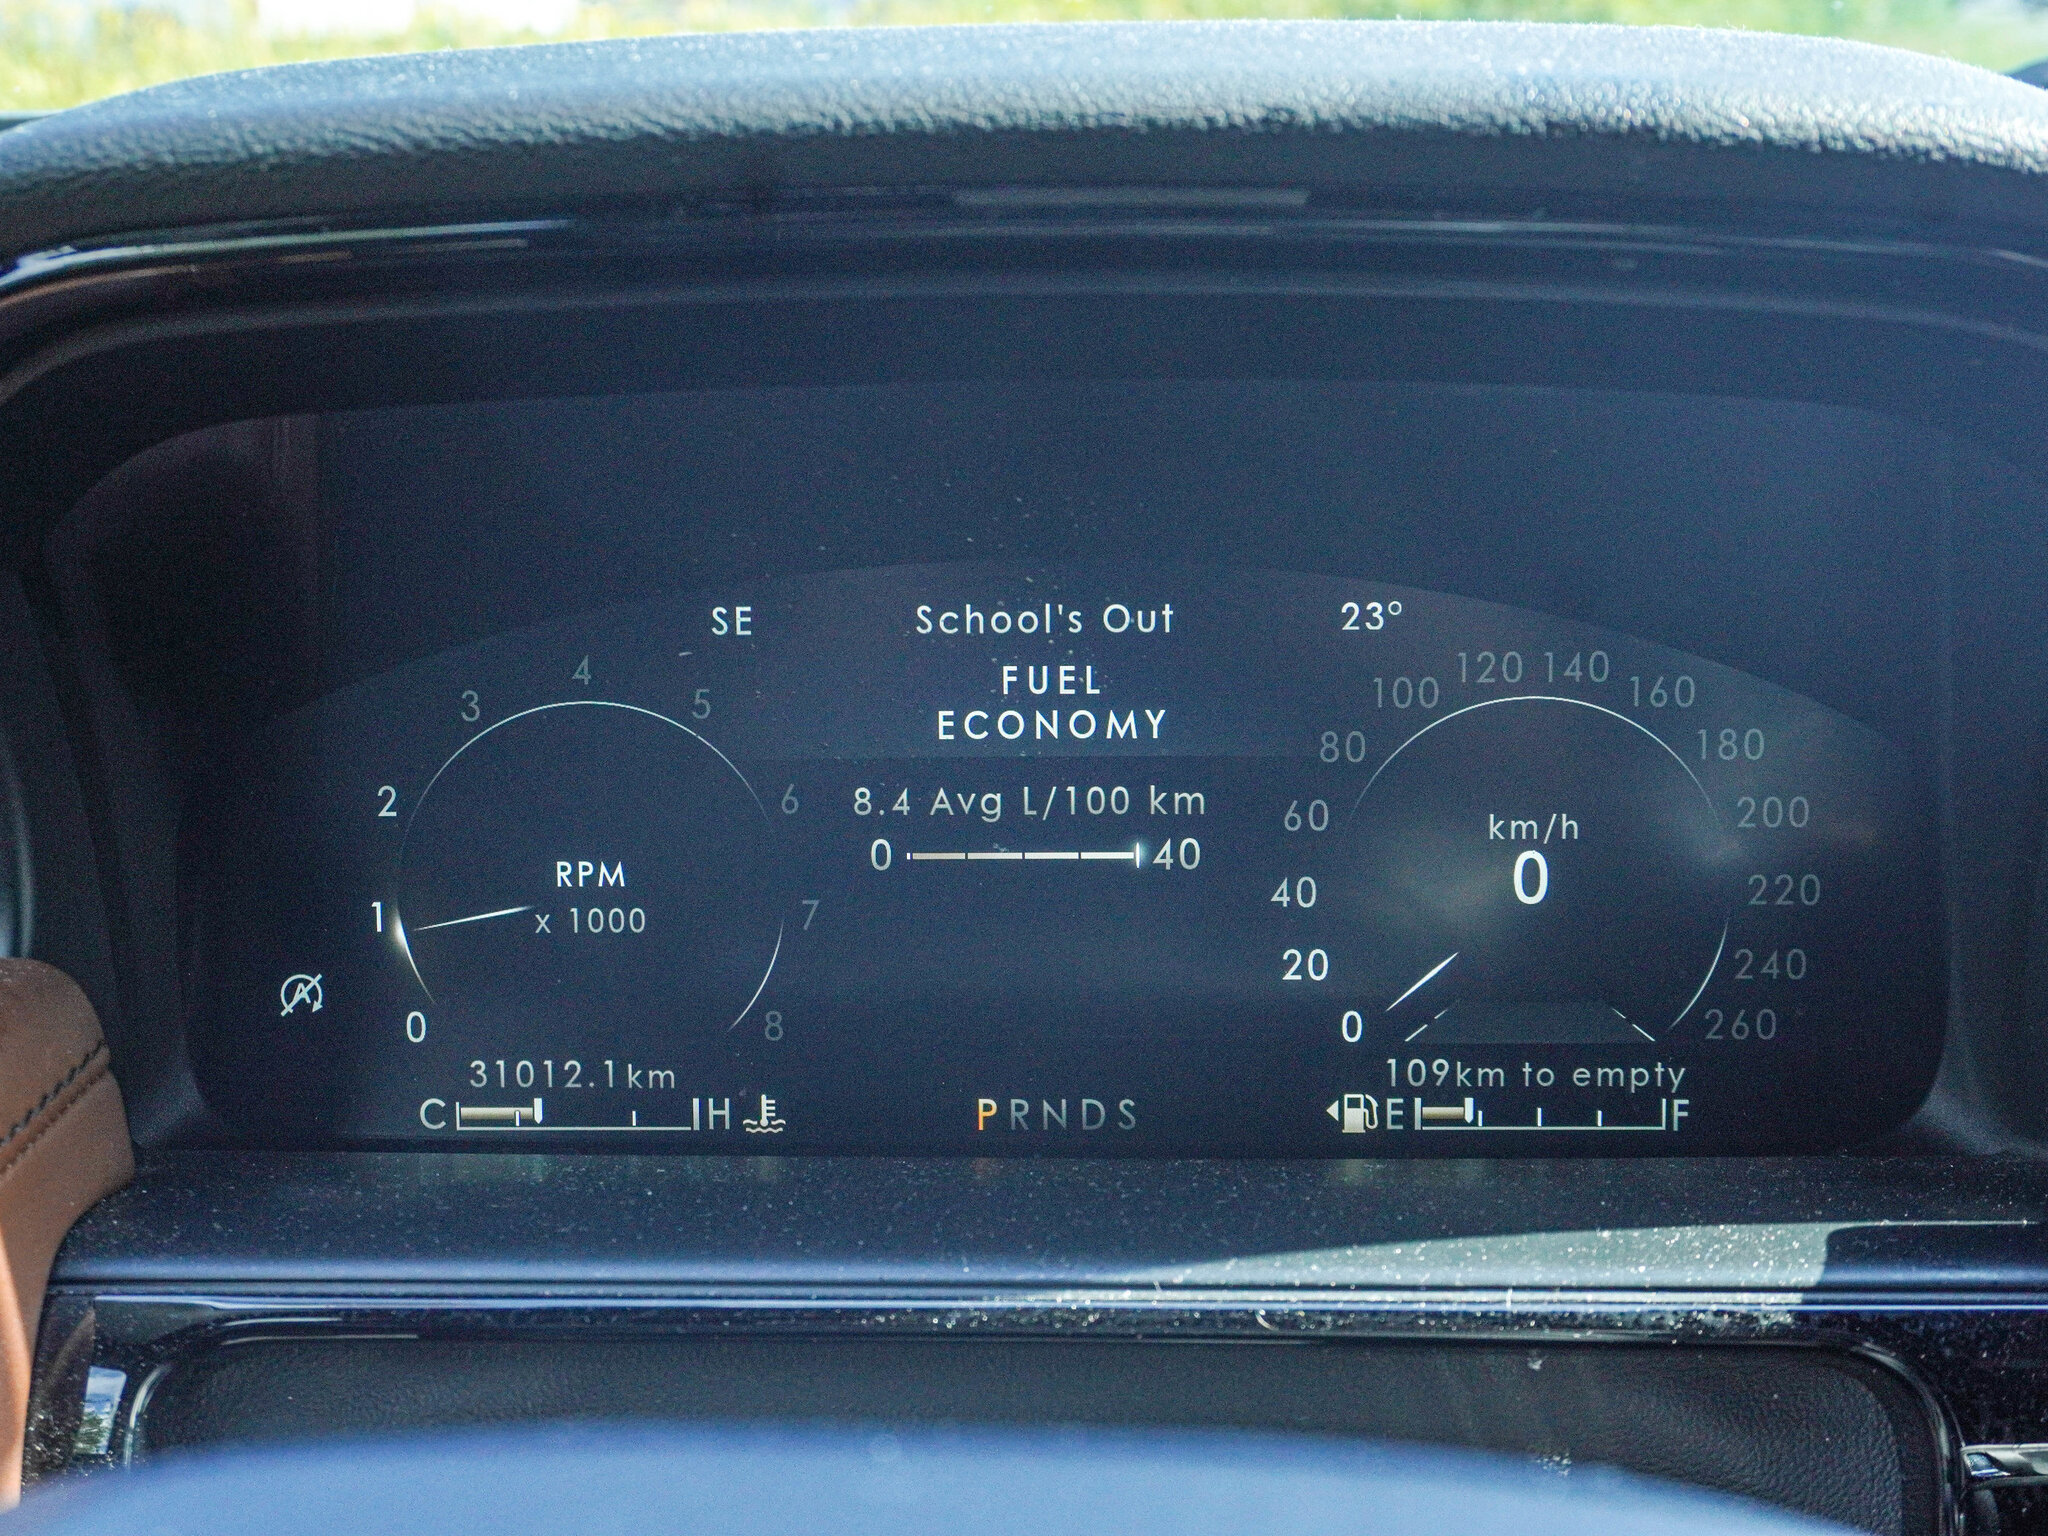 SE School's Out 23°
FUEL
ECONOMY
8.4 Avg L/100 km
0 40
0 1 2 3 4 5 6 7 8
RPM
x 1000
0 20 40 60 80 100 120 140 160 180 200 220 240 260
km/h
0
A
31012.1km
C H
PRNDS
109km to empty
E F